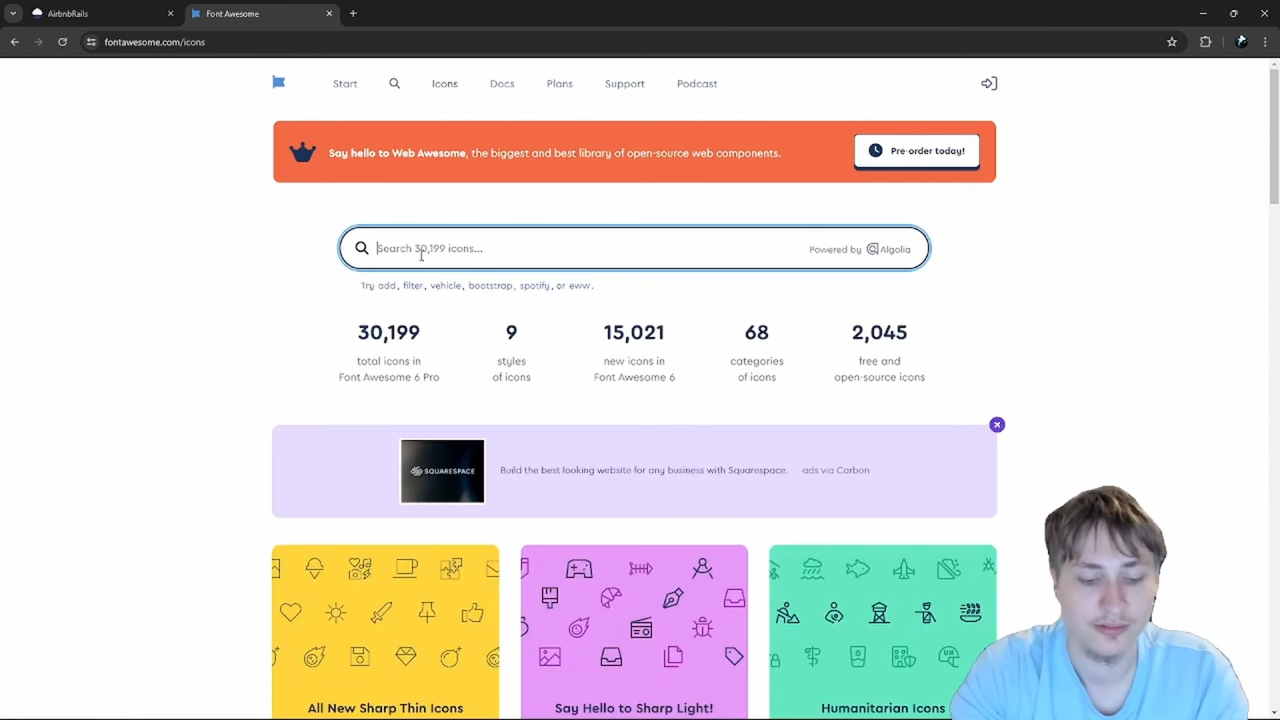 AirbnbRails
Font Awesome
fontawesome.com/icons
Start
Icons
Docs
Plans
Support
Podcast
Say hello to Web Awesome, the biggest and best library of open-source web components.
Pre-order today!
Search 30,199 icons...
Powered by Algolia
Try add, filter, vehicle, bootstrap, spotify, or eww.
30,199
9
15,021
68
2,045
total icons in
Font Awesome 6 Pro
styles
of icons
new icons in
Font Awesome 6
categories
of icons
free and
open-source icons
SQUARESPACE
Build the best looking website for any business with Squarespace.
ads via Carbon
All New Sharp Thin Icons
Say Hello to Sharp Light!
Humanitarian Icons